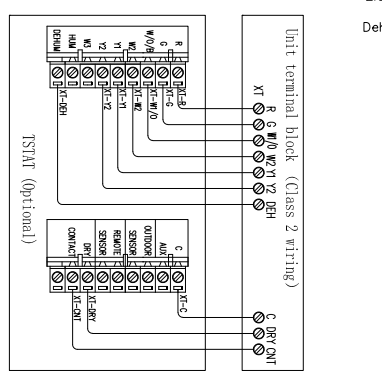 Deh
DEHUM
HUM
W3
Y2
Y1
W2
W/O/B
G
R
XT-DEH
XT-Y2
XT-Y1
XT-W2
XT-W1/O
XT-G
XT-R
TSTAT (Optional)
CONTACT
DRY
SENSOR
REMOTE
SENSOR
OUTDOOR
AUX
C
XT-CNT
XT-DRY
XT-C
Unit terminal block (Class 2 wiring)
XT
R
G
W1/O
W2
Y1
Y2
DEH
C
DRY
CNT